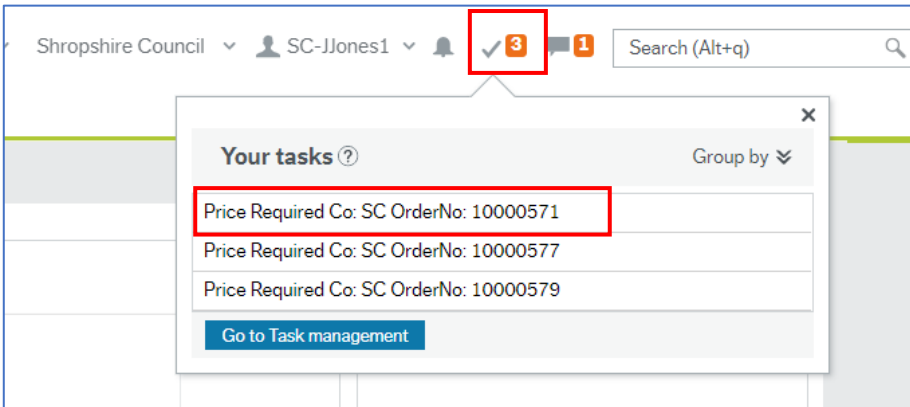 Shropshire Council SC-JJones1 3 1 Search (Alt+q)
Your tasks ? Group by
Price Required Co: SC OrderNo: 10000571
Price Required Co: SC OrderNo: 10000577
Price Required Co: SC OrderNo: 10000579
Go to Task management